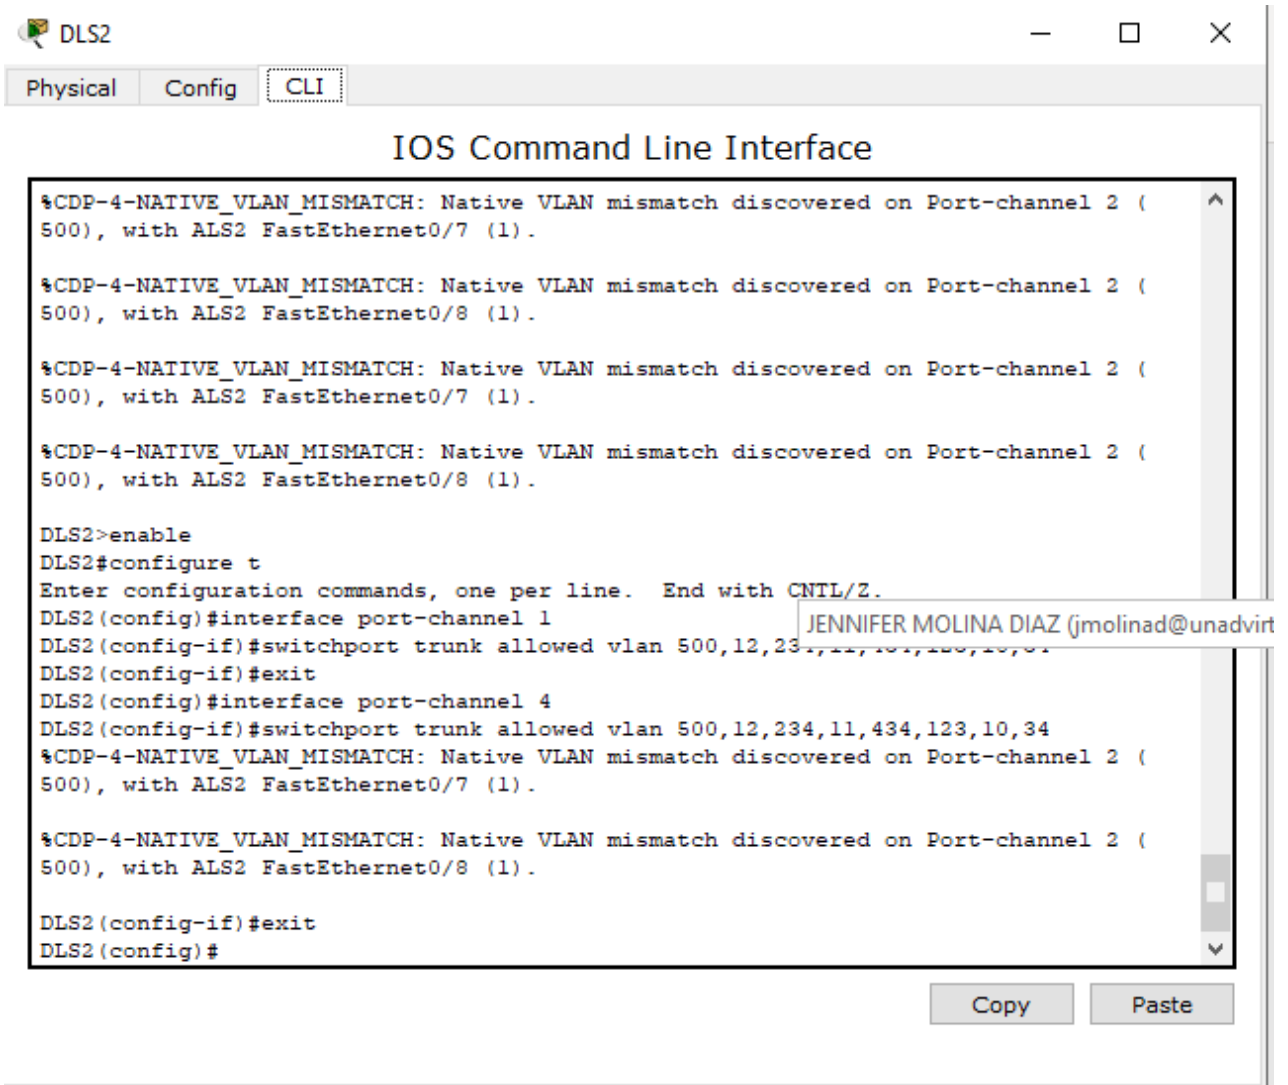 DLS2
Physical Config CLI
IOS Command Line Interface
%CDP-4-NATIVE_VLAN_MISMATCH: Native VLAN mismatch discovered on Port-channel 2 (
500), with ALS2 FastEthernet0/7 (1).
%CDP-4-NATIVE_VLAN_MISMATCH: Native VLAN mismatch discovered on Port-channel 2 (
500), with ALS2 FastEthernet0/8 (1).
%CDP-4-NATIVE_VLAN_MISMATCH: Native VLAN mismatch discovered on Port-channel 2 (
500), with ALS2 FastEthernet0/7 (1).
%CDP-4-NATIVE_VLAN_MISMATCH: Native VLAN mismatch discovered on Port-channel 2 (
500), with ALS2 FastEthernet0/8 (1).
DLS2>enable
DLS2#configure t
Enter configuration commands, one per line.  End with CNTL/Z.
DLS2(config)#interface port-channel 1
JENNIFER MOLINA DIAZ (jmolinad@unadvirt
DLS2(config-if)#switchport trunk allowed vlan
DLS2(config-if)#exit
DLS2(config)#interface port-channel 4
DLS2(config-if)#switchport trunk allowed vlan 500,12,234,11,434,123,10,34
%CDP-4-NATIVE_VLAN_MISMATCH: Native VLAN mismatch discovered on Port-channel 2 (
500), with ALS2 FastEthernet0/7 (1).
%CDP-4-NATIVE_VLAN_MISMATCH: Native VLAN mismatch discovered on Port-channel 2 (
500), with ALS2 FastEthernet0/8 (1).
DLS2(config-if)#exit
DLS2(config)#
Copy Paste